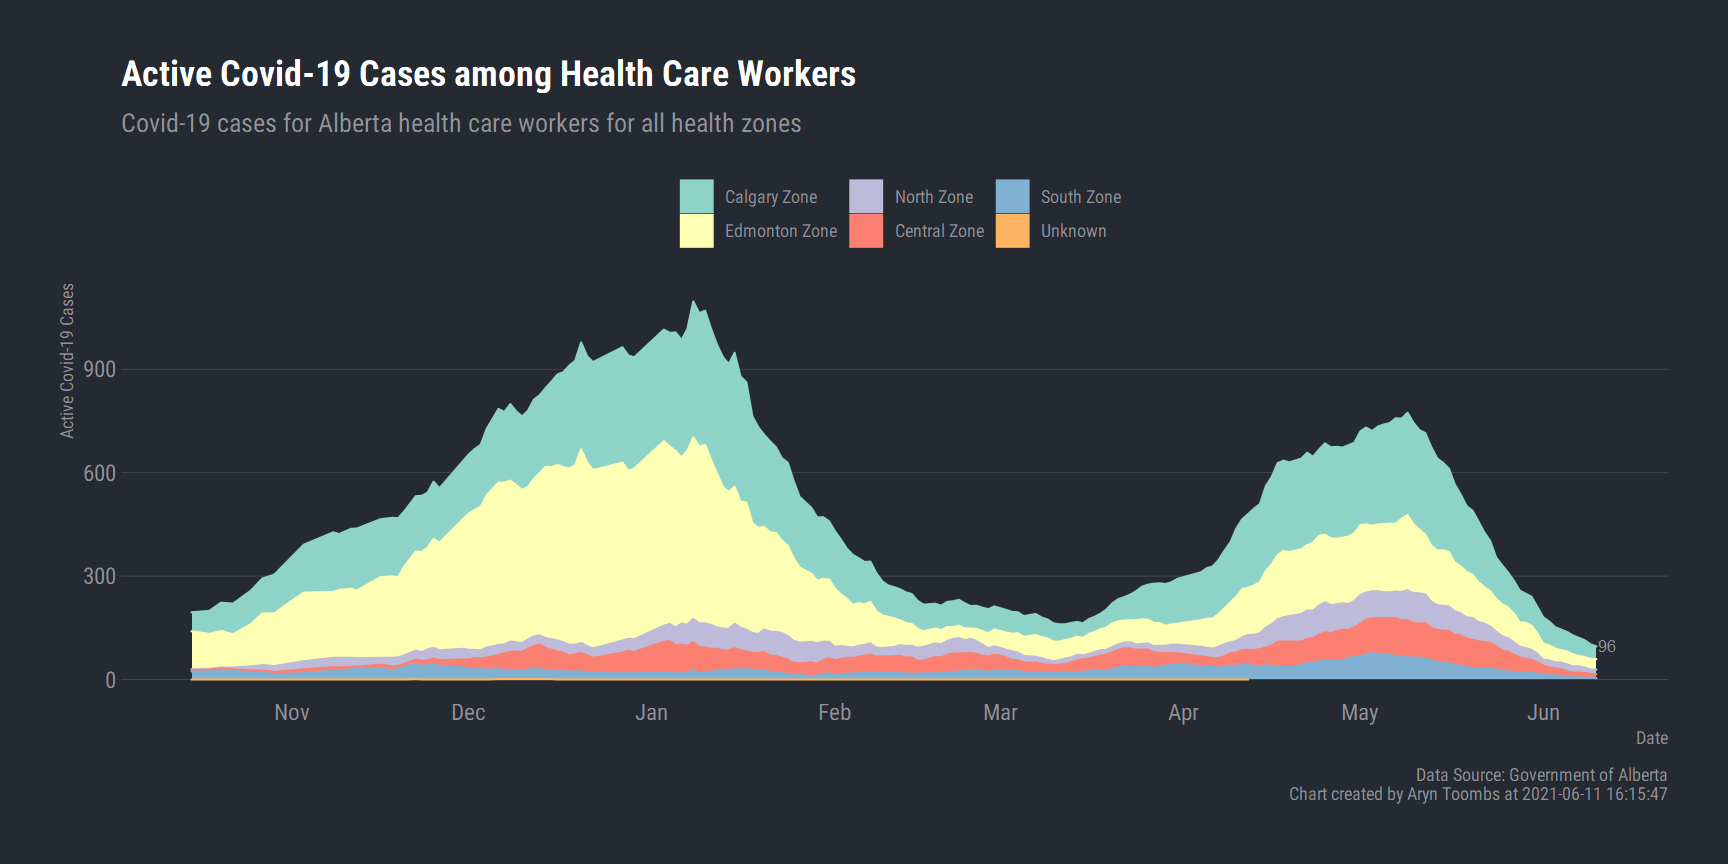 Active Covid-19 Cases among Health Care Workers
Covid-19 cases for Alberta health care workers for all health zones
Calgary Zone North Zone South Zone
Edmonton Zone Central Zone Unknown
Active Covid-19 Cases
900
600
300
0
96
Nov Dec Jan Feb Mar Apr May Jun
Date
Data Source: Government of Alberta
Chart created by Aryn Toombs at 2021-06-11 16:15:47